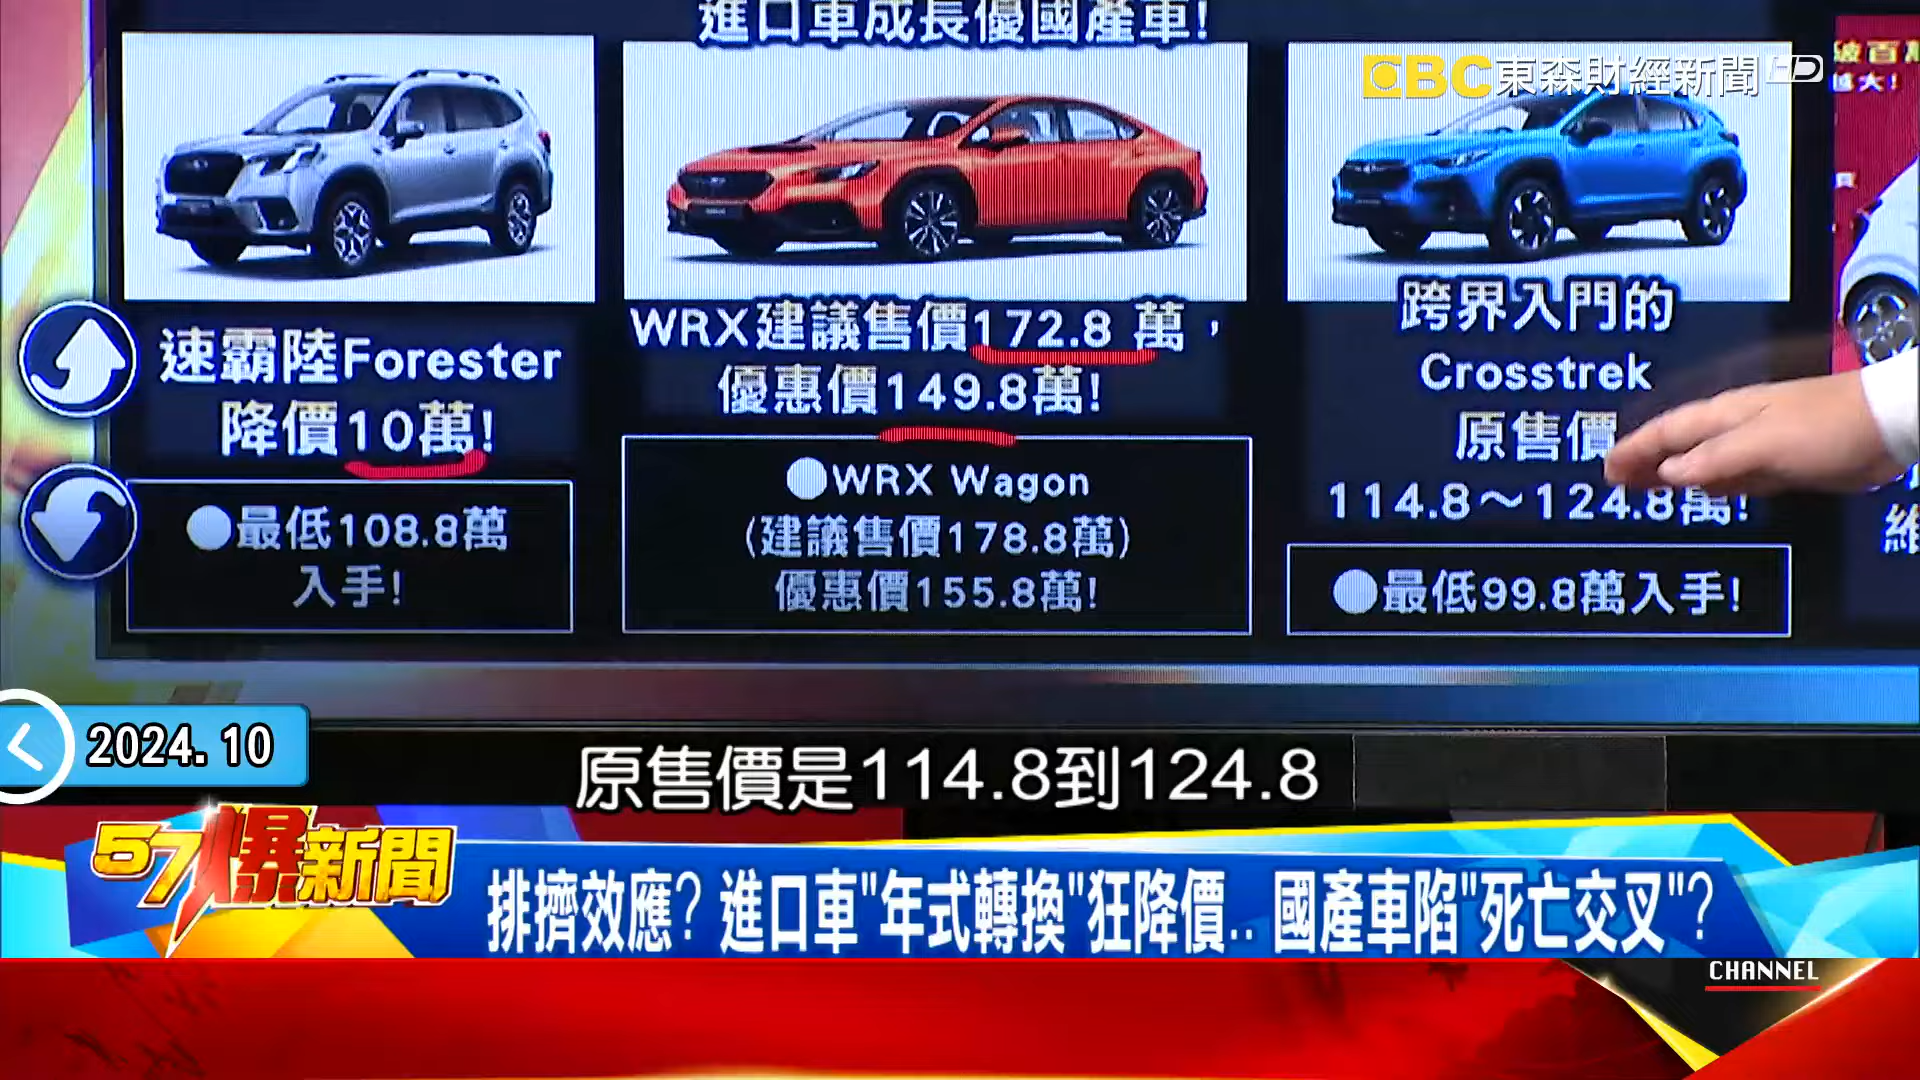 進口車成長優國產車!
EBC 東森財經新聞 HD
速霸陸Forester
降價10萬!
●最低108.8萬
入手!
WRX建議售價172.8 萬，
優惠價149.8萬!
●WRX Wagon
(建議售價178.8萬)
優惠價155.8萬!
跨界入門的
Crosstrek
原售價
114.8～124.8萬!
●最低99.8萬入手!
2024.10
原售價是114.8到124.8
57爆新聞
排擠效應? 進口車"年式轉換"狂降價.. 國產車陷"死亡交叉"?
CHANNEL